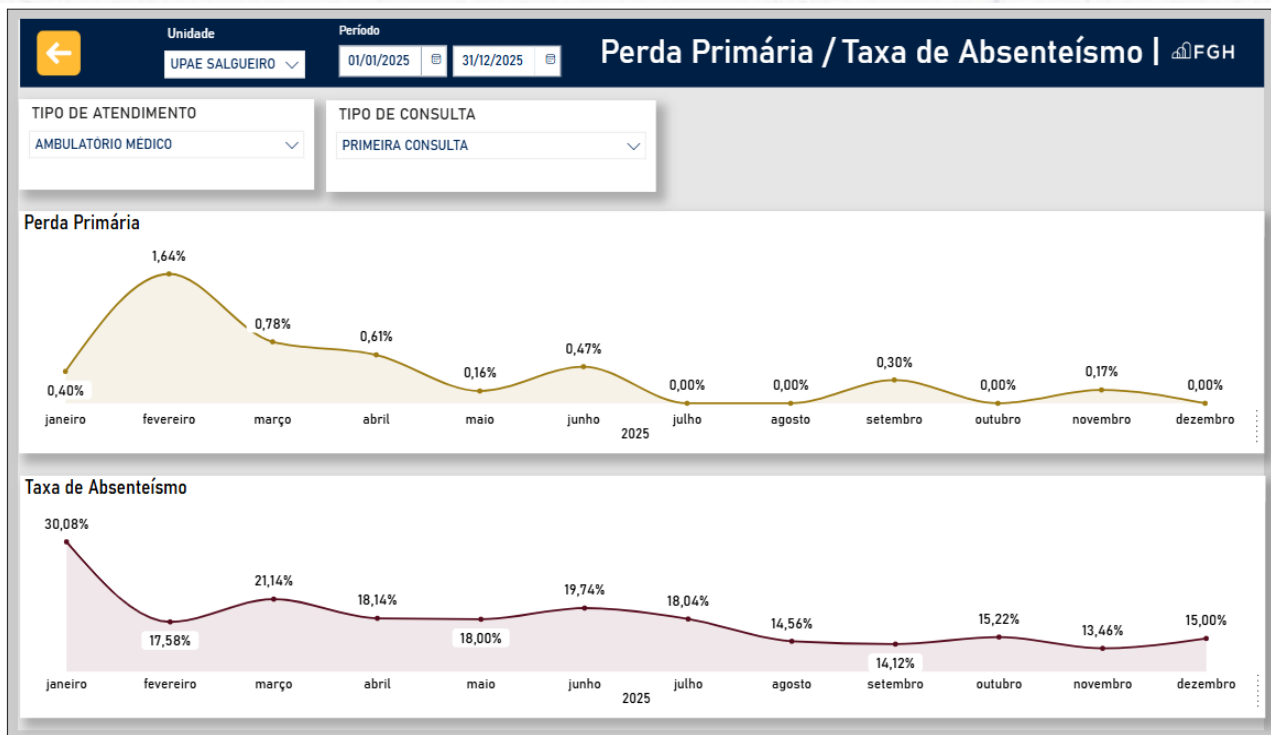 Unidade
UPAE SALGUEIRO
Período
01/01/2025
31/12/2025
Perda Primária / Taxa de Absenteísmo | FGH
TIPO DE ATENDIMENTO
AMBULATÓRIO MÉDICO
TIPO DE CONSULTA
PRIMEIRA CONSULTA
Perda Primária
0,40%
1,64%
0,78%
0,61%
0,16%
0,47%
0,00%
0,00%
0,30%
0,00%
0,17%
0,00%
janeiro fevereiro março abril maio junho julho agosto setembro outubro novembro dezembro
2025
Taxa de Absenteísmo
30,08%
17,58%
21,14%
18,14%
18,00%
19,74%
18,04%
14,56%
14,12%
15,22%
13,46%
15,00%
janeiro fevereiro março abril maio junho julho agosto setembro outubro novembro dezembro
2025